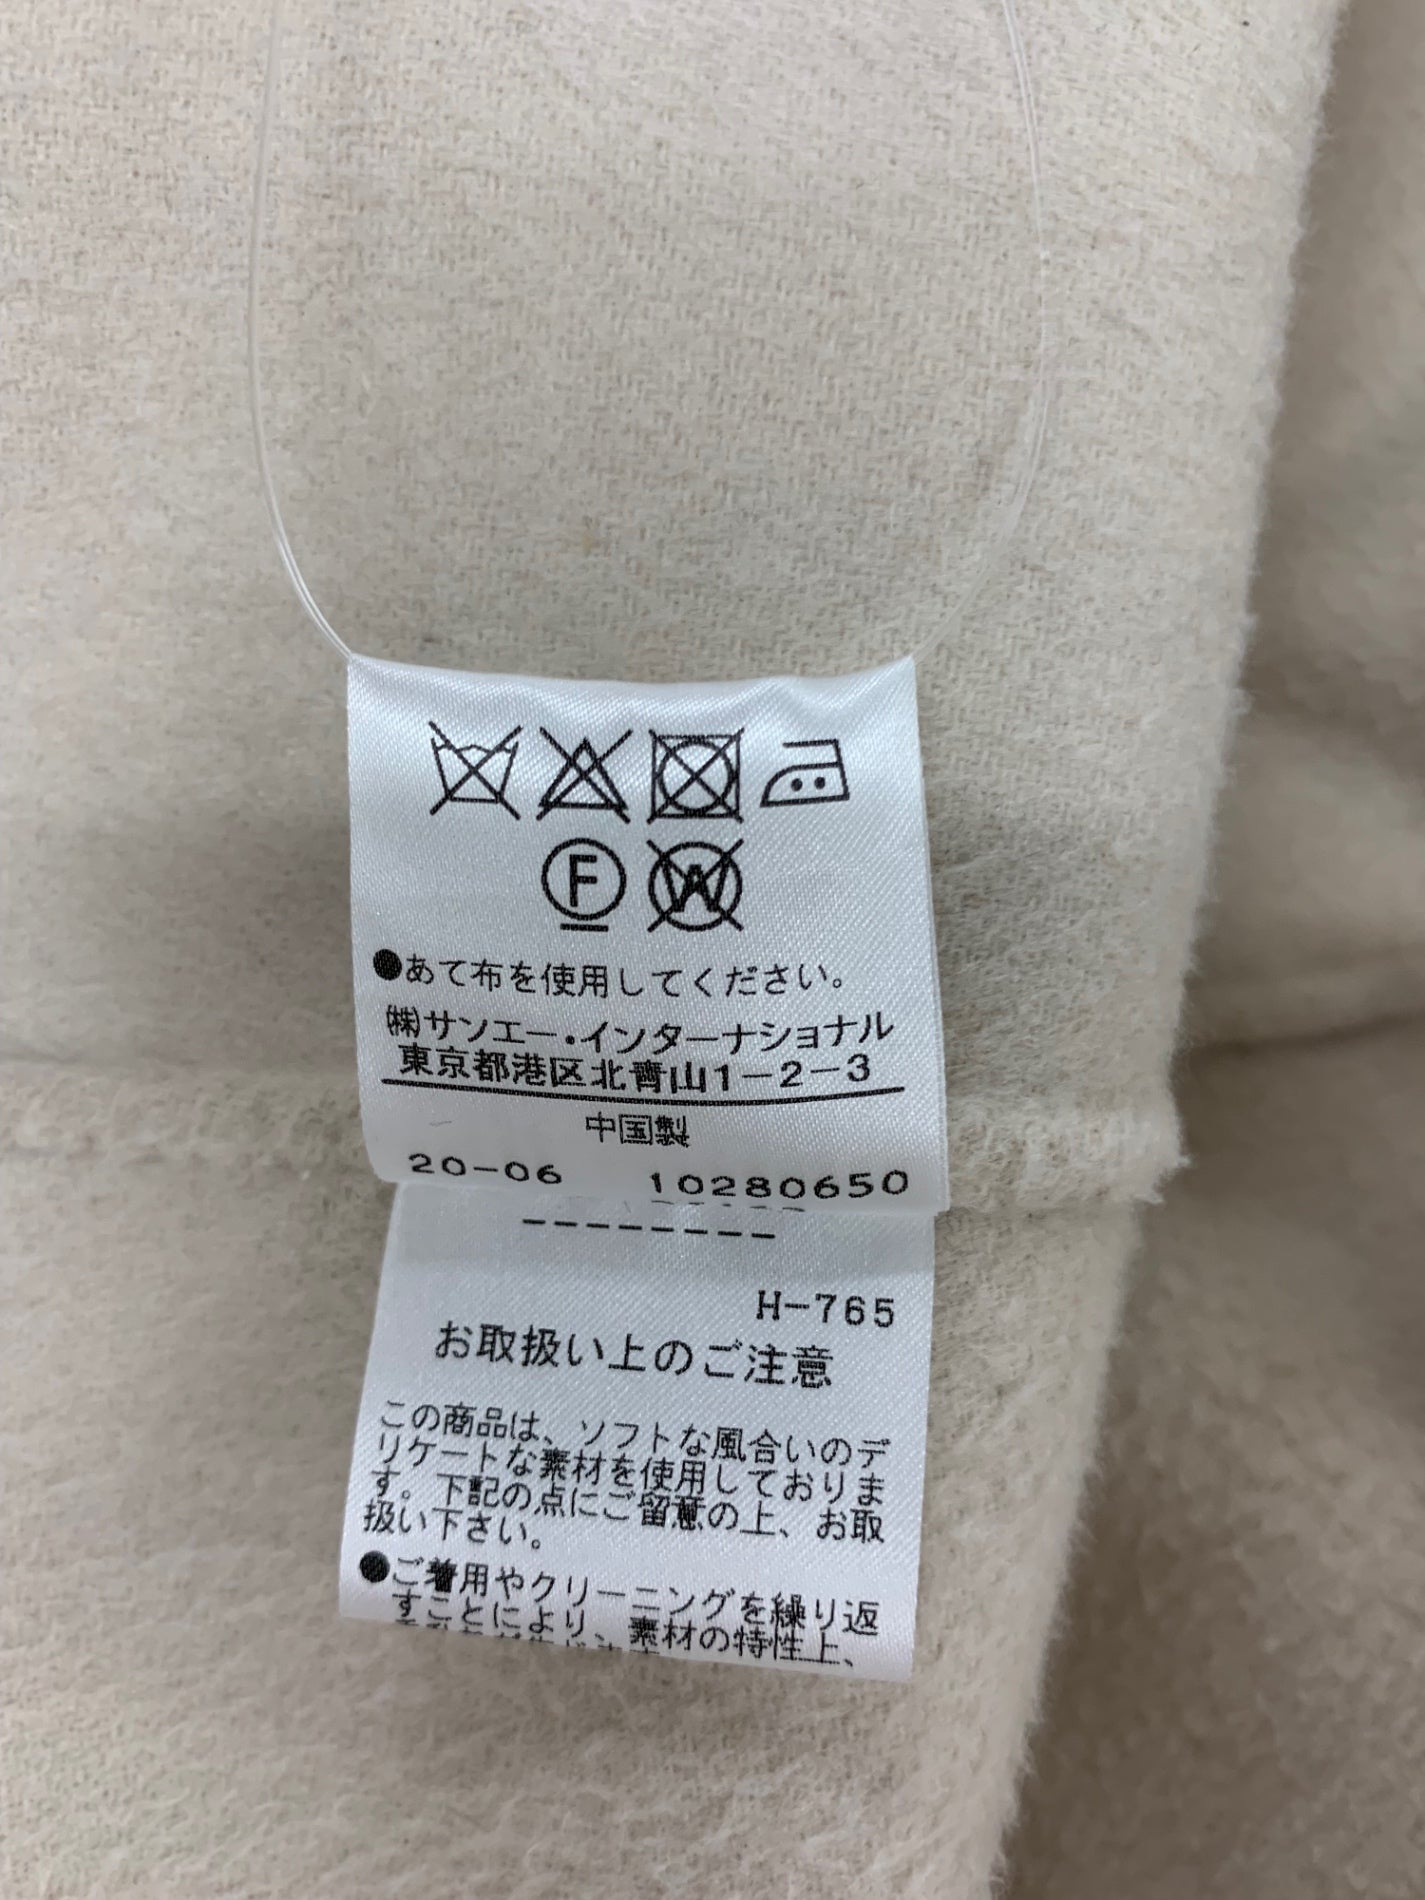 F
W
●あて布を使用してください。
㈱サンエー・インターナショナル
東京都港区北青山1-2-3
中国製
20-06 10280650
--------
H-765
お取扱い上のご注意
この商品は、ソフトな風合いのデ
リケートな素材を使用しておりま
す。下記の点にご留意の上、お取
扱い下さい。
●ご着用やクリーニングを繰り返
すことにより、素材の特性上、